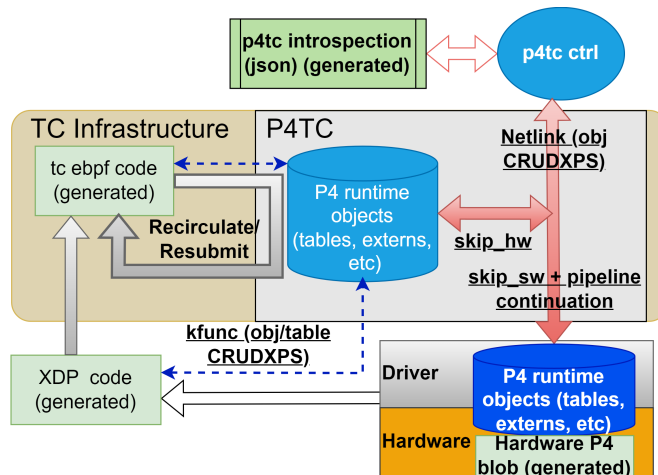 p4tc introspection
(json) (generated)
p4tc ctrl
TC Infrastructure
P4TC
Netlink (obj
CRUDXPS)
tc ebpf code
(generated)
P4 runtime
objects
(tables, externs,
etc)
Recirculate/
Resubmit
skip_hw
skip_sw + pipeline
continuation
kfunc (obj/table
CRUDXPS)
XDP code
(generated)
Driver
P4 runtime
objects (tables,
externs, etc)
Hardware
Hardware P4
blob (generated)